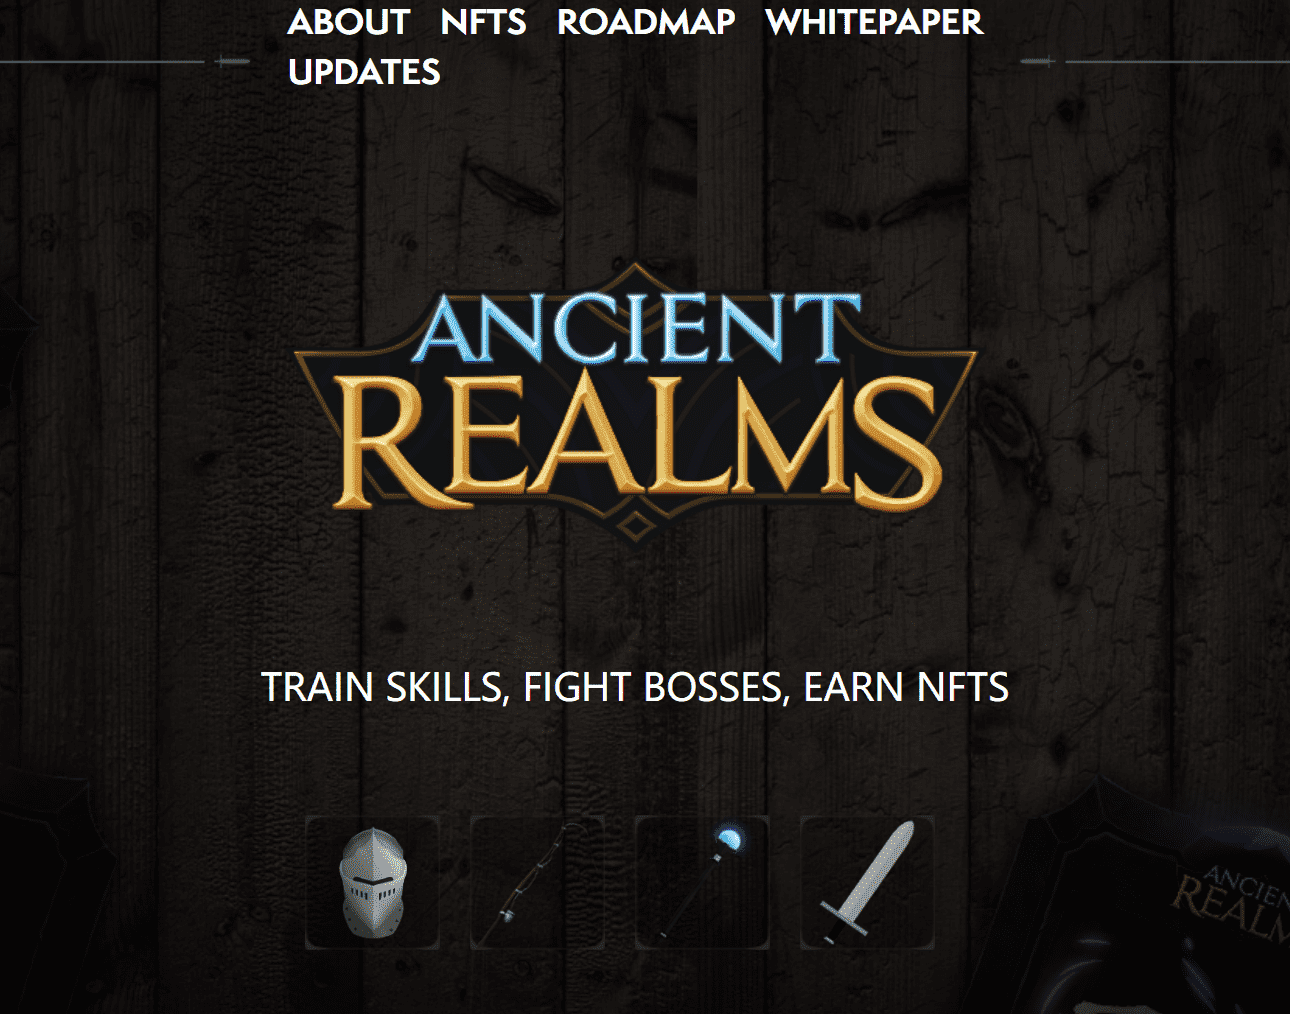 ABOUT NFTS ROADMAP WHITEPAPER
UPDATES
ANCIENT
REALMS
TRAIN SKILLS, FIGHT BOSSES, EARN NFTS